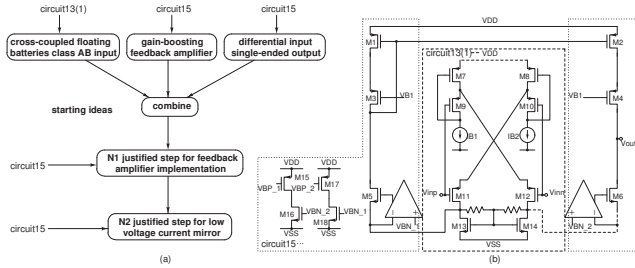 circuit13(1)
circuit15
circuit15
cross-coupled floating
batteries class AB input
gain-boosting
feedback amplifier
differential input
single-ended output
starting ideas
combine
circuit15
N1 justified step for feedback
amplifier implementation
circuit15
N2 justified step for low
voltage current mirror
(a)
VDD
M1
M2
circuit13(1)
VDD
M7
M8
M3
VB1
M9
M10
VB1
M4
IB1
IB2
Vout
VDD
VDD
M15
M17
VBP_1
VBP_2
M5
Vinp
M11
M12
Vinn
M6
M16
VBN_2
VBN_1
M18
VBN_1
VBN_2
M13
M14
VSS
VSS
VSS
circuit15
(b)